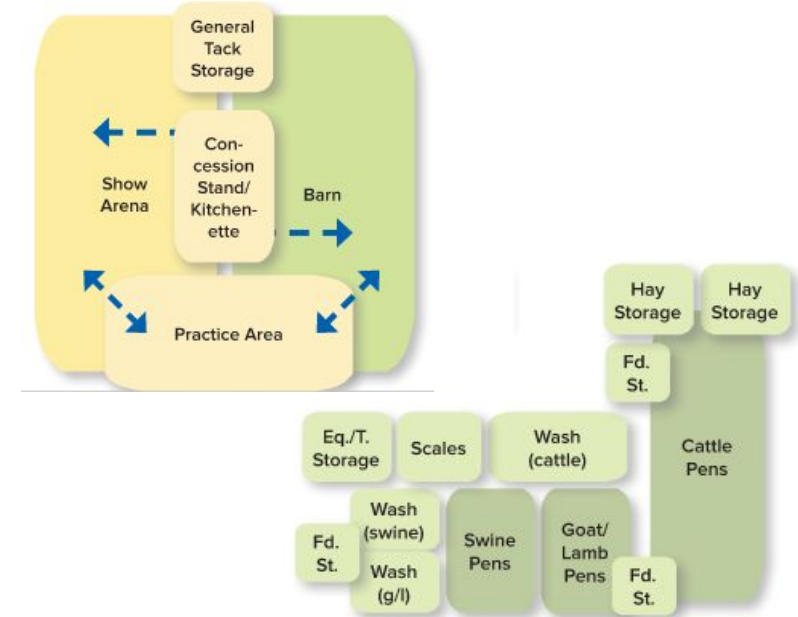 General
Tack
Storage
Con-
cession
Stand/
Kitchen-
ette
Show
Arena
Barn
Practice Area
Hay
Storage
Hay
Storage
Fd.
St.
Cattle
Pens
Eq./T.
Storage
Scales
Wash
(cattle)
Wash
(swine)
Swine
Pens
Goat/
Lamb
Pens
Fd.
St.
Wash
(g/l)
Fd.
St.